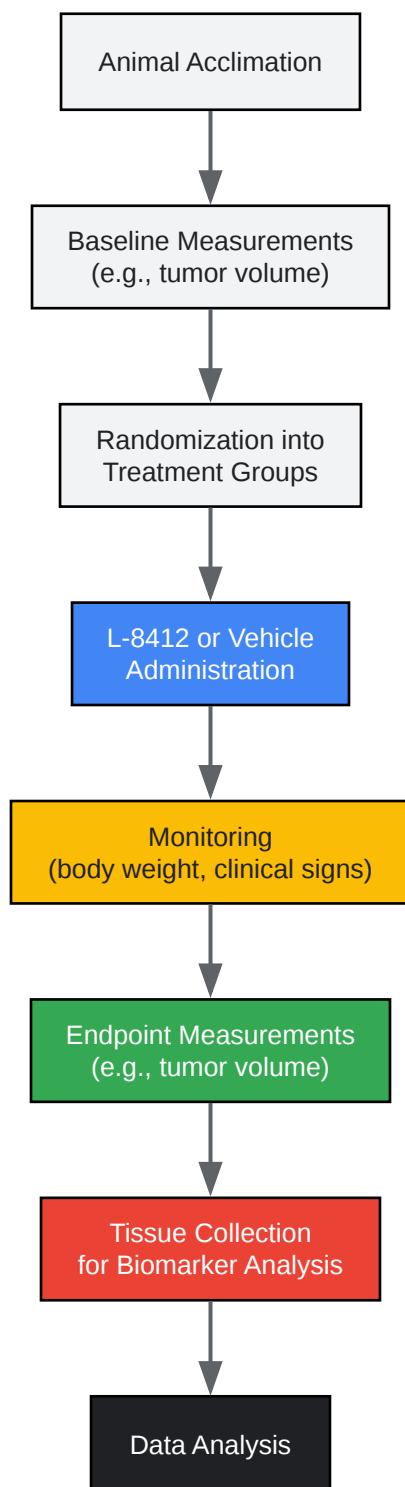 Animal Acclimation
Baseline Measurements
(e.g., tumor volume)
Randomization into
Treatment Groups
L-8412 or Vehicle
Administration
Monitoring
(body weight, clinical signs)
Endpoint Measurements
(e.g., tumor volume)
Tissue Collection
for Biomarker Analysis
Data Analysis